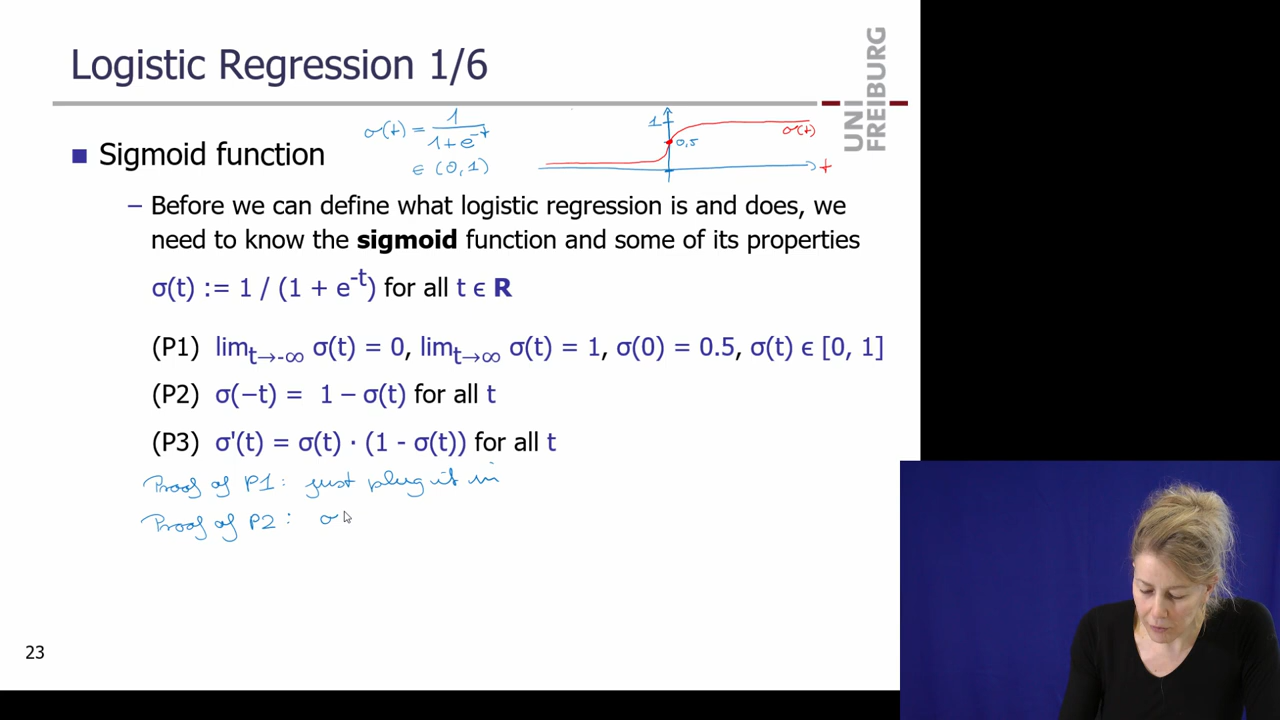 Logistic Regression 1/6
UNI
FREIBURG
σ(t) = 1 / 1 + e^-t
∈ (0, 1)
1
0,5
σ(t)
t
■ Sigmoid function
– Before we can define what logistic regression is and does, we
need to know the sigmoid function and some of its properties
σ(t) := 1 / (1 + e^-t) for all t ϵ R
(P1) lim_t→-∞ σ(t) = 0, lim_t→∞ σ(t) = 1, σ(0) = 0.5, σ(t) ϵ [0, 1]
(P2) σ(−t) = 1 – σ(t) for all t
(P3) σ'(t) = σ(t) · (1 - σ(t)) for all t
Proof of P1: just plug it in
Proof of P2: σ
23